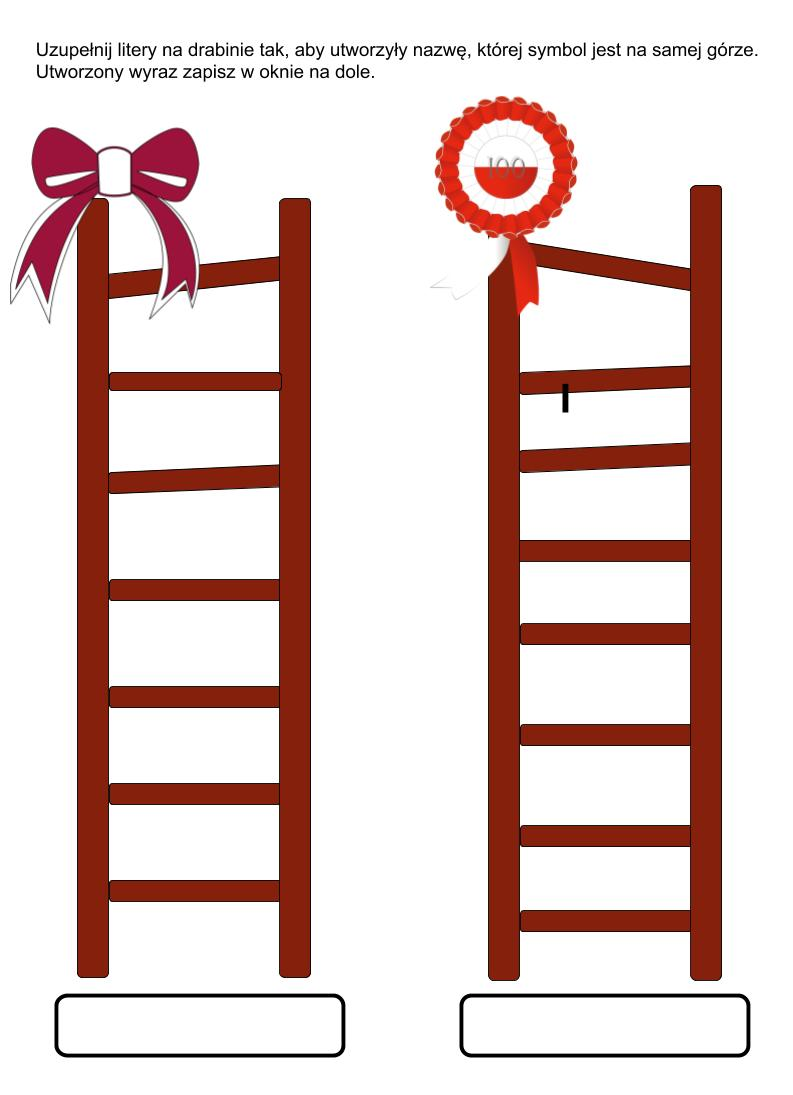 Uzupełnij litery na drabinie tak, aby utworzyły nazwę, której symbol jest na samej górze.
Utworzony wyraz zapisz w oknie na dole.
100